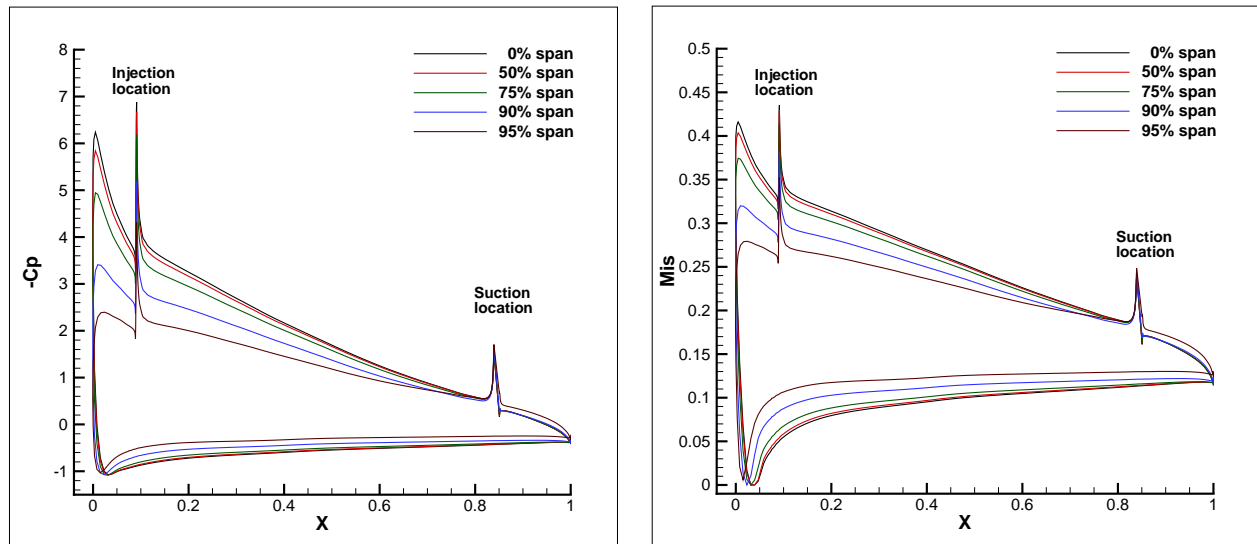 8
7
6
5
4
3
2
1
0
-1
-Cp
0
0.2
0.4
0.6
0.8
1
X
Injection
location
Suction
location
0% span
50% span
75% span
90% span
95% span
0.5
0.45
0.4
0.35
0.3
0.25
0.2
0.15
0.1
0.05
0
Mis
0
0.2
0.4
0.6
0.8
1
X
Injection
location
Suction
location
0% span
50% span
75% span
90% span
95% span